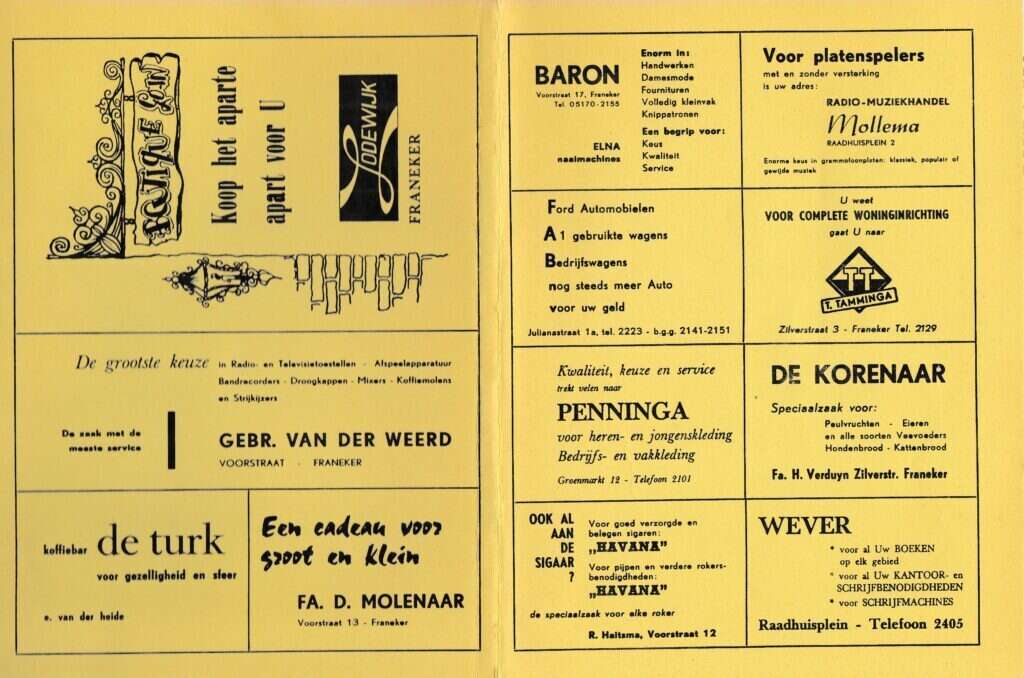 BOUTIQUE SON
Koop het aparte
apart voor U
LODEWIJK
FRANEKER
De grootste keuze in Radio- en Televisietoestellen - Afspeelapparatuur
Bandrecorders - Droogkappen - Mixers - Koffiemolens
en Strijkijzers
De zaak met de
meeste service
GEBR. VAN DER WEERD
VOORSTRAAT - FRANEKER
koffiebar de turk
voor gezelligheid en sfeer
e. van der heide
Een cadeau voor
groot en klein
FA. D. MOLENAAR
Voorstraat 13 - Franeker
BARON
Voorstraat 17, Franeker
Tel. 05170-2155
ELNA
naaimachines
Enorm in:
Handwerken
Damesmode
Fournituren
Volledig kleinvak
Knippatronen
Een begrip voor:
Keus
Kwaliteit
Service
Voor platenspelers
met en zonder versterking
is uw adres:
RADIO-MUZIEKHANDEL
Mollema
RAADHUISPLEIN 2
Enorme keus in grammofoonplaten: klassiek, populair of
gewijde muziek
Ford Automobielen
A 1 gebruikte wagens
Bedrijfswagens
nog steeds meer Auto
voor uw geld
Julianastraat 1a, tel. 2223 - b.g.g. 2141-2151
U weet
VOOR COMPLETE WONINGINRICHTING
gaat U naar
TT
T. TAMMINGA
Zilverstraat 3 - Franeker Tel. 2129
Kwaliteit, keuze en service
trekt velen naar
PENNINGA
voor heren- en jongenskleding
Bedrijfs- en vakkleding
Groenmarkt 12 - Telefoon 2101
DE KORENAAR
Speciaalzaak voor:
Peulvruchten - Eieren
en alle soorten Veevoeders
Hondenbrood - Kattenbrood
Fa. H. Verduyn Zilverstr. Franeker
OOK AL
AAN
DE
SIGAAR
?
Voor goed verzorgde en
belegen sigaren:
„HAVANA”
Voor pijpen en verdere rokers-
benodigdheden:
„HAVANA”
de speciaalzaak voor elke roker
R. Haitsma, Voorstraat 12
WEVER
* voor al Uw BOEKEN
op elk gebied
* voor al Uw KANTOOR- en
SCHRIJFBENODIGDHEDEN
* voor SCHRIJFMACHINES
Raadhuisplein - Telefoon 2405